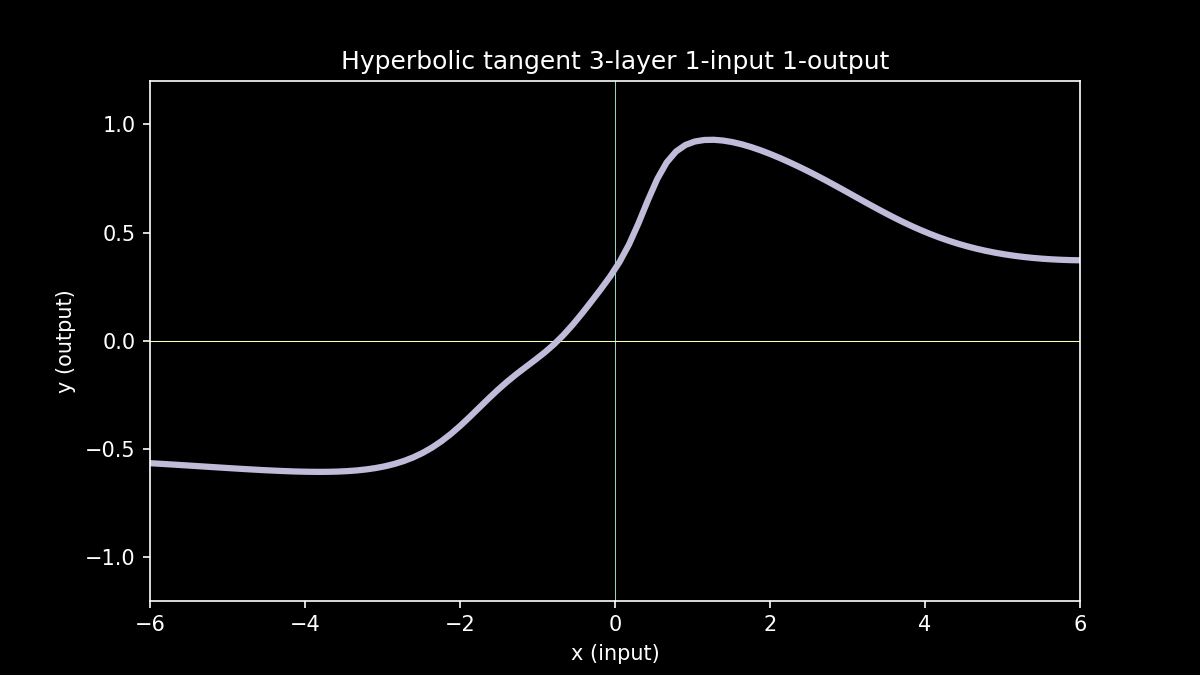 Hyperbolic tangent 3-layer 1-input 1-output
1.0
0.5
0.0
−0.5
−1.0
y (output)
−6 −4 −2 0 2 4 6
x (input)